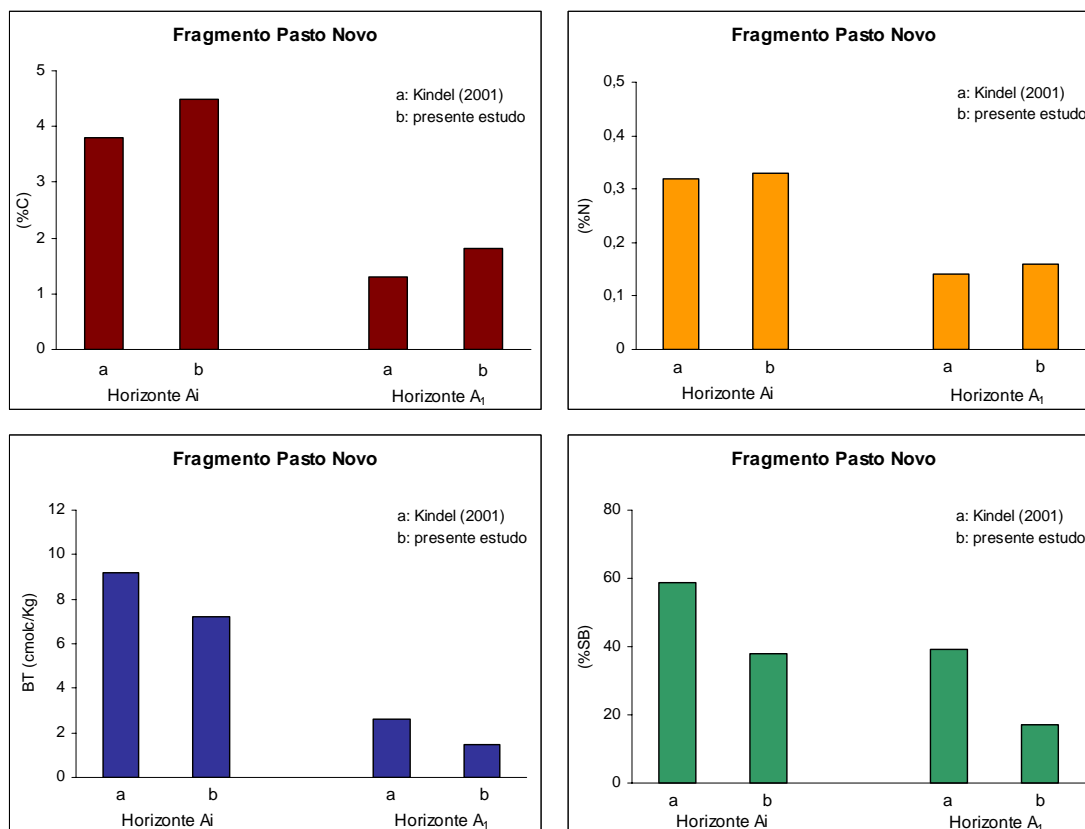 Fragmento Pasto Novo
5
4
3
2
1
0
(%C)
a: Kindel (2001)
b: presente estudo
a b a b
Horizonte Ai Horizonte A₁
Fragmento Pasto Novo
0,5
0,4
0,3
0,2
0,1
0
(%N)
a: Kindel (2001)
b: presente estudo
a b a b
Horizonte Ai Horizonte A₁
Fragmento Pasto Novo
12
10
8
6
4
2
0
BT (cmolc/Kg)
a: Kindel (2001)
b: presente estudo
a b a b
Horizonte Ai Horizonte A₁
Fragmento Pasto Novo
80
60
40
20
0
(%SB)
a: Kindel (2001)
b: presente estudo
a b a b
Horizonte Ai Horizonte A₁